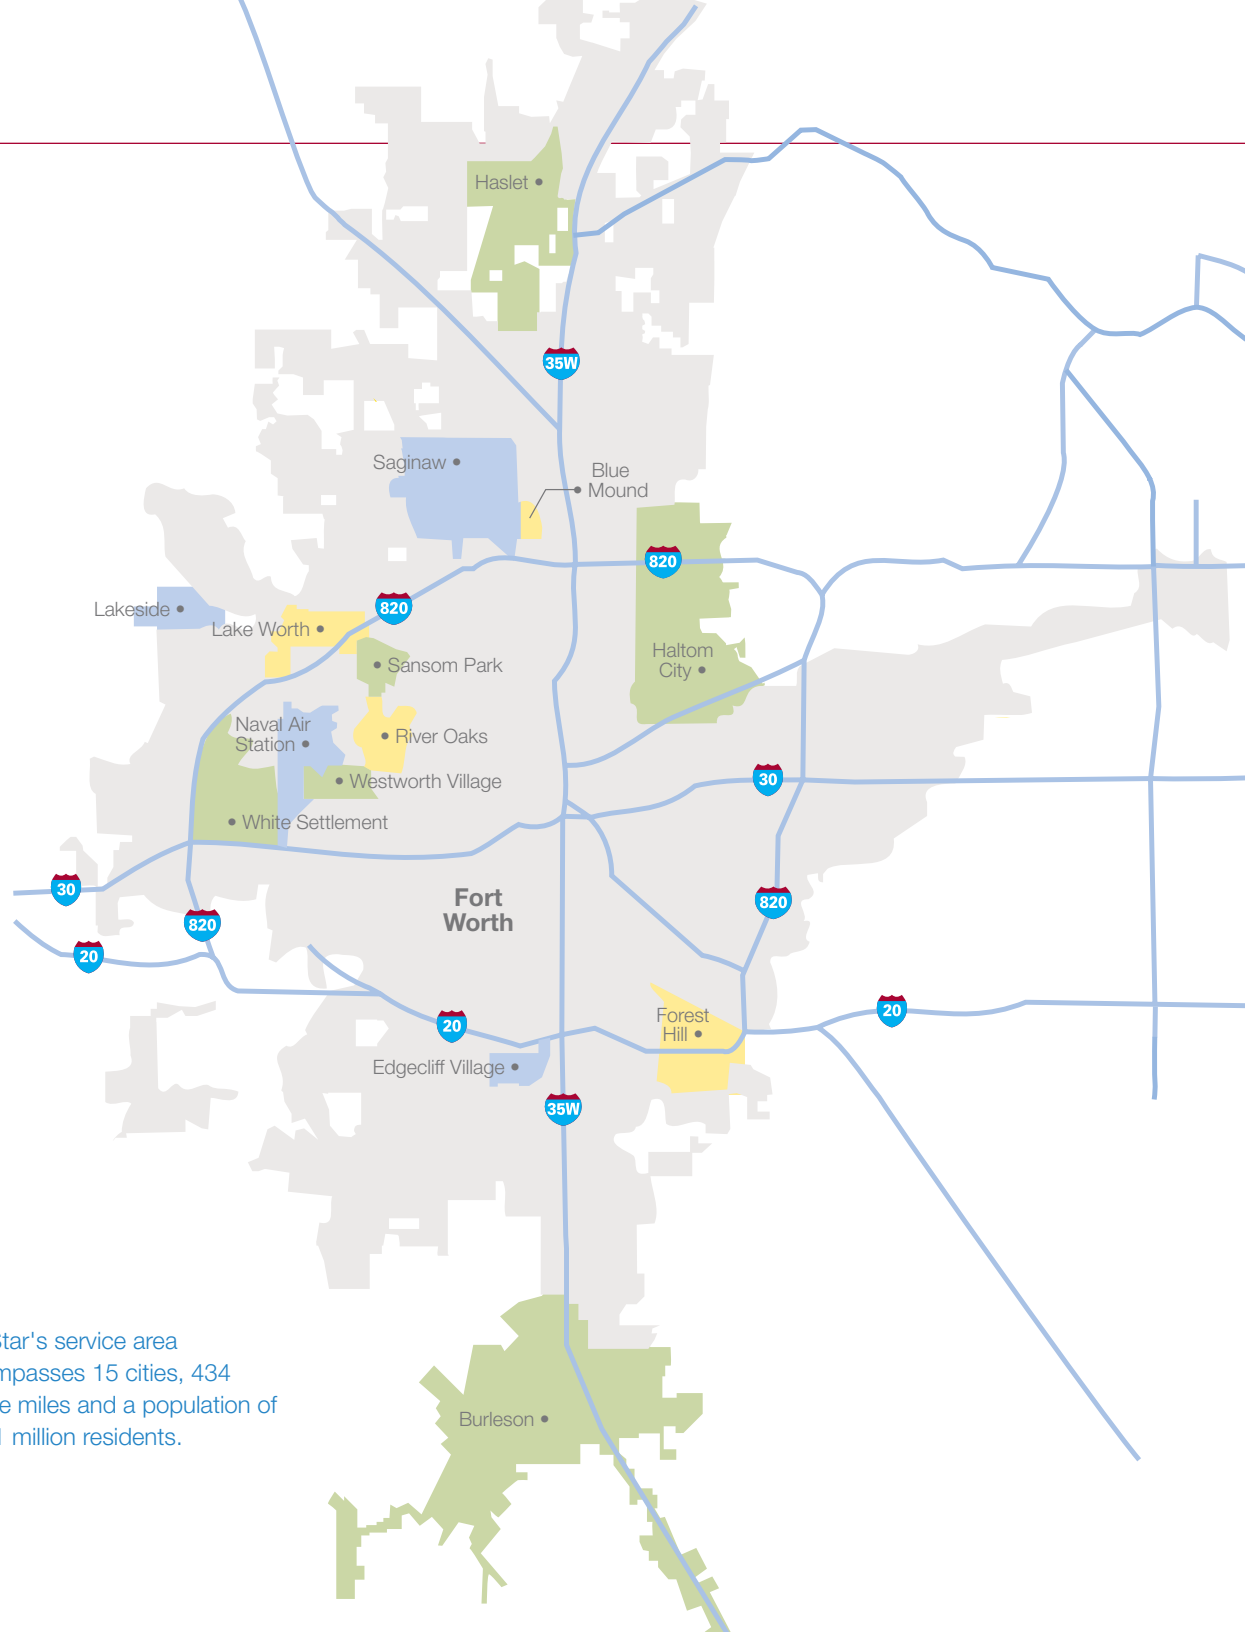 Haslet
35W
Saginaw
Blue
Mound
820
820
Lakeside
Lake Worth
Sansom Park
Haltom
City
Naval Air
Station
River Oaks
30
Westworth Village
White Settlement
30
Fort
Worth
820
820
20
20
20
Forest
Hill
Edgecliff Village
35W
Star's service area
mpasses 15 cities, 434
e miles and a population of
million residents.
Burleson